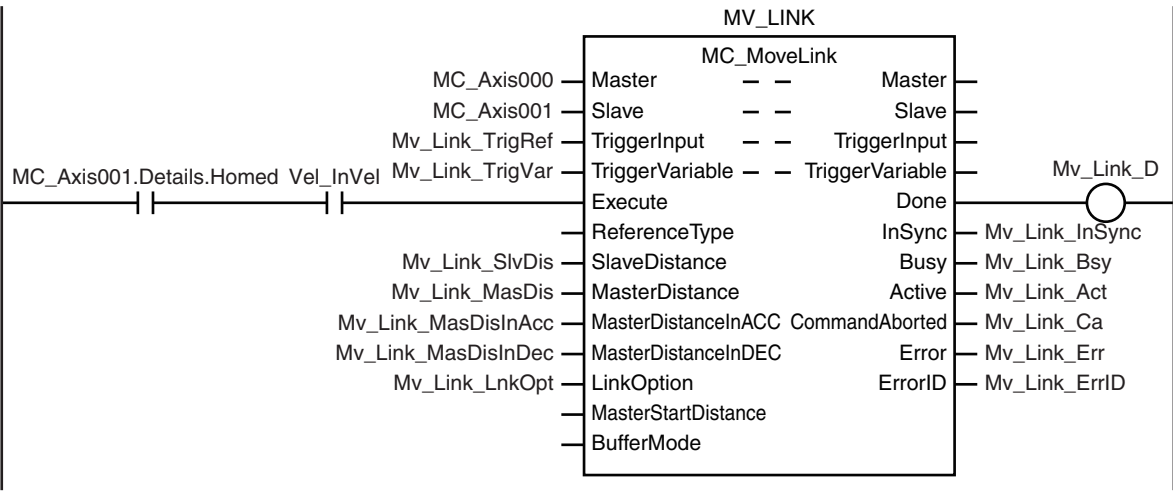 MV_LINK
MC_MoveLink
MC_Axis000 Master Master
MC_Axis001 Slave Slave
Mv_Link_TrigRef TriggerInput TriggerInput
Mv_Link_TrigVar TriggerVariable TriggerVariable
MC_Axis001.Details.Homed Vel_InVel Execute Done Mv_Link_D
ReferenceType InSync Mv_Link_InSync
Mv_Link_SlvDis SlaveDistance Busy Mv_Link_Bsy
Mv_Link_MasDis MasterDistance Active Mv_Link_Act
Mv_Link_MasDisInAcc MasterDistanceInACC CommandAborted Mv_Link_Ca
Mv_Link_MasDisInDec MasterDistanceInDEC Error Mv_Link_Err
Mv_Link_LnkOpt LinkOption ErrorID Mv_Link_ErrID
MasterStartDistance
BufferMode